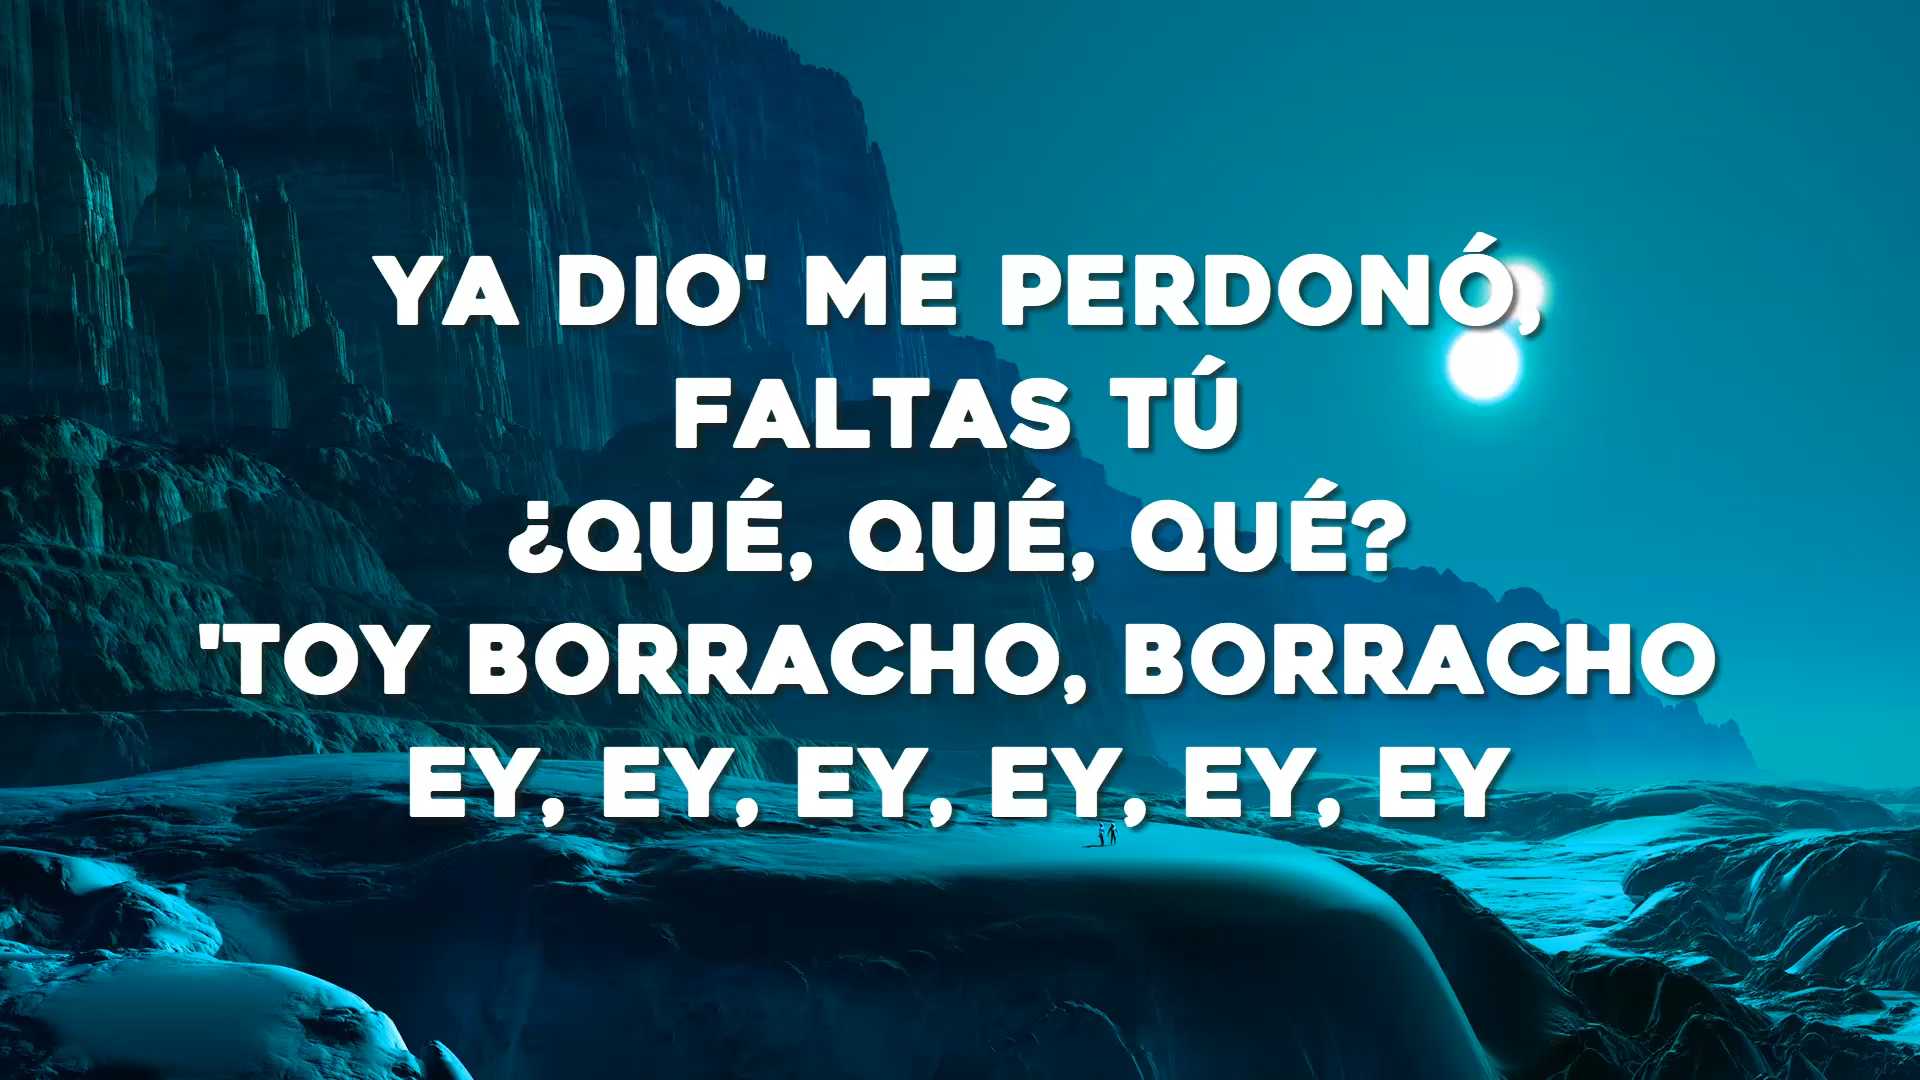 YA DIO' ME PERDONÓ,
FALTAS TÚ
¿QUÉ, QUÉ, QUÉ?
'TOY BORRACHO, BORRACHO
EY, EY, EY, EY, EY, EY